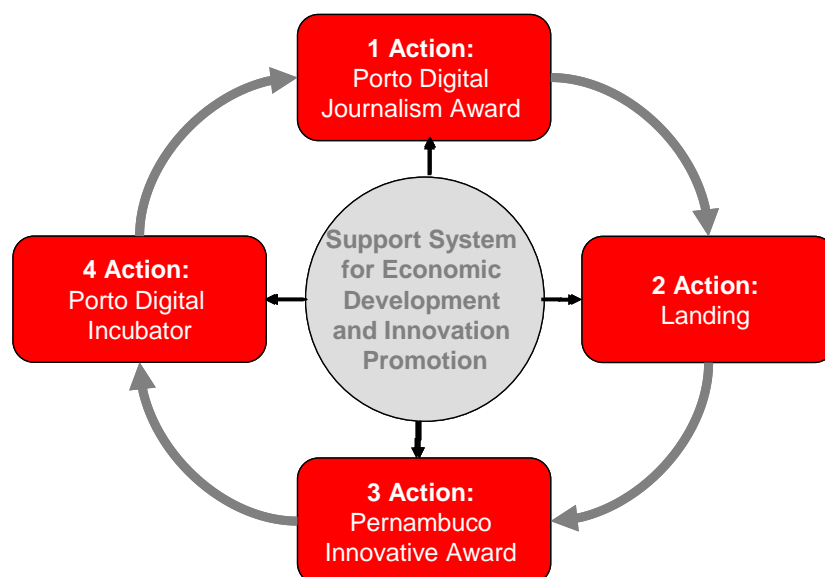 1 Action:
Porto Digital
Journalism Award
Support System
for Economic
Development
and Innovation
Promotion
4 Action:
Porto Digital
Incubator
2 Action:
Landing
3 Action:
Pernambuco
Innovative Award